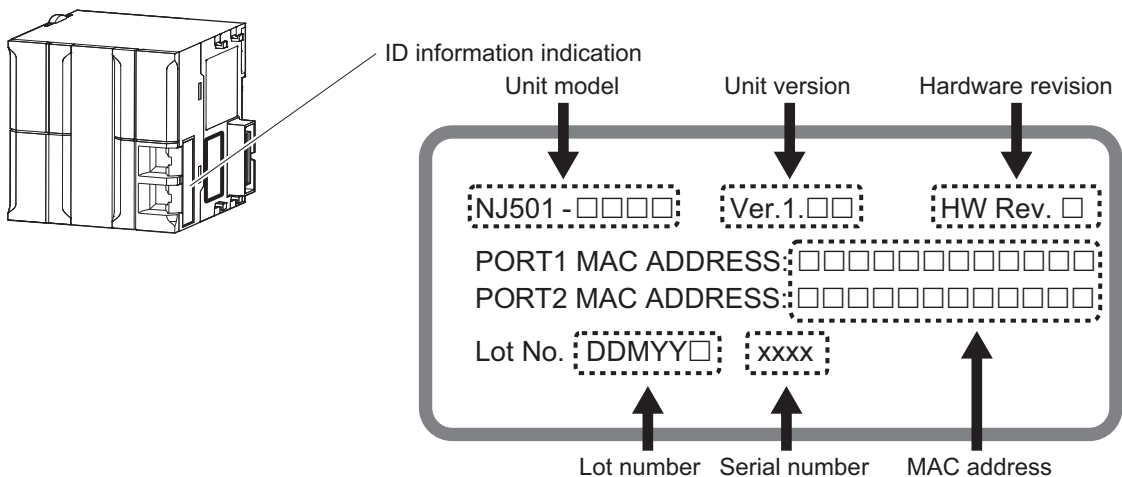 ID information indication
Unit model Unit version Hardware revision
NJ501-□□□□ Ver.1.□□ HW Rev. □
PORT1 MAC ADDRESS:□□□□□□□□□□□□
PORT2 MAC ADDRESS:□□□□□□□□□□□□
Lot No. DDMYY□ xxxx
Lot number Serial number MAC address